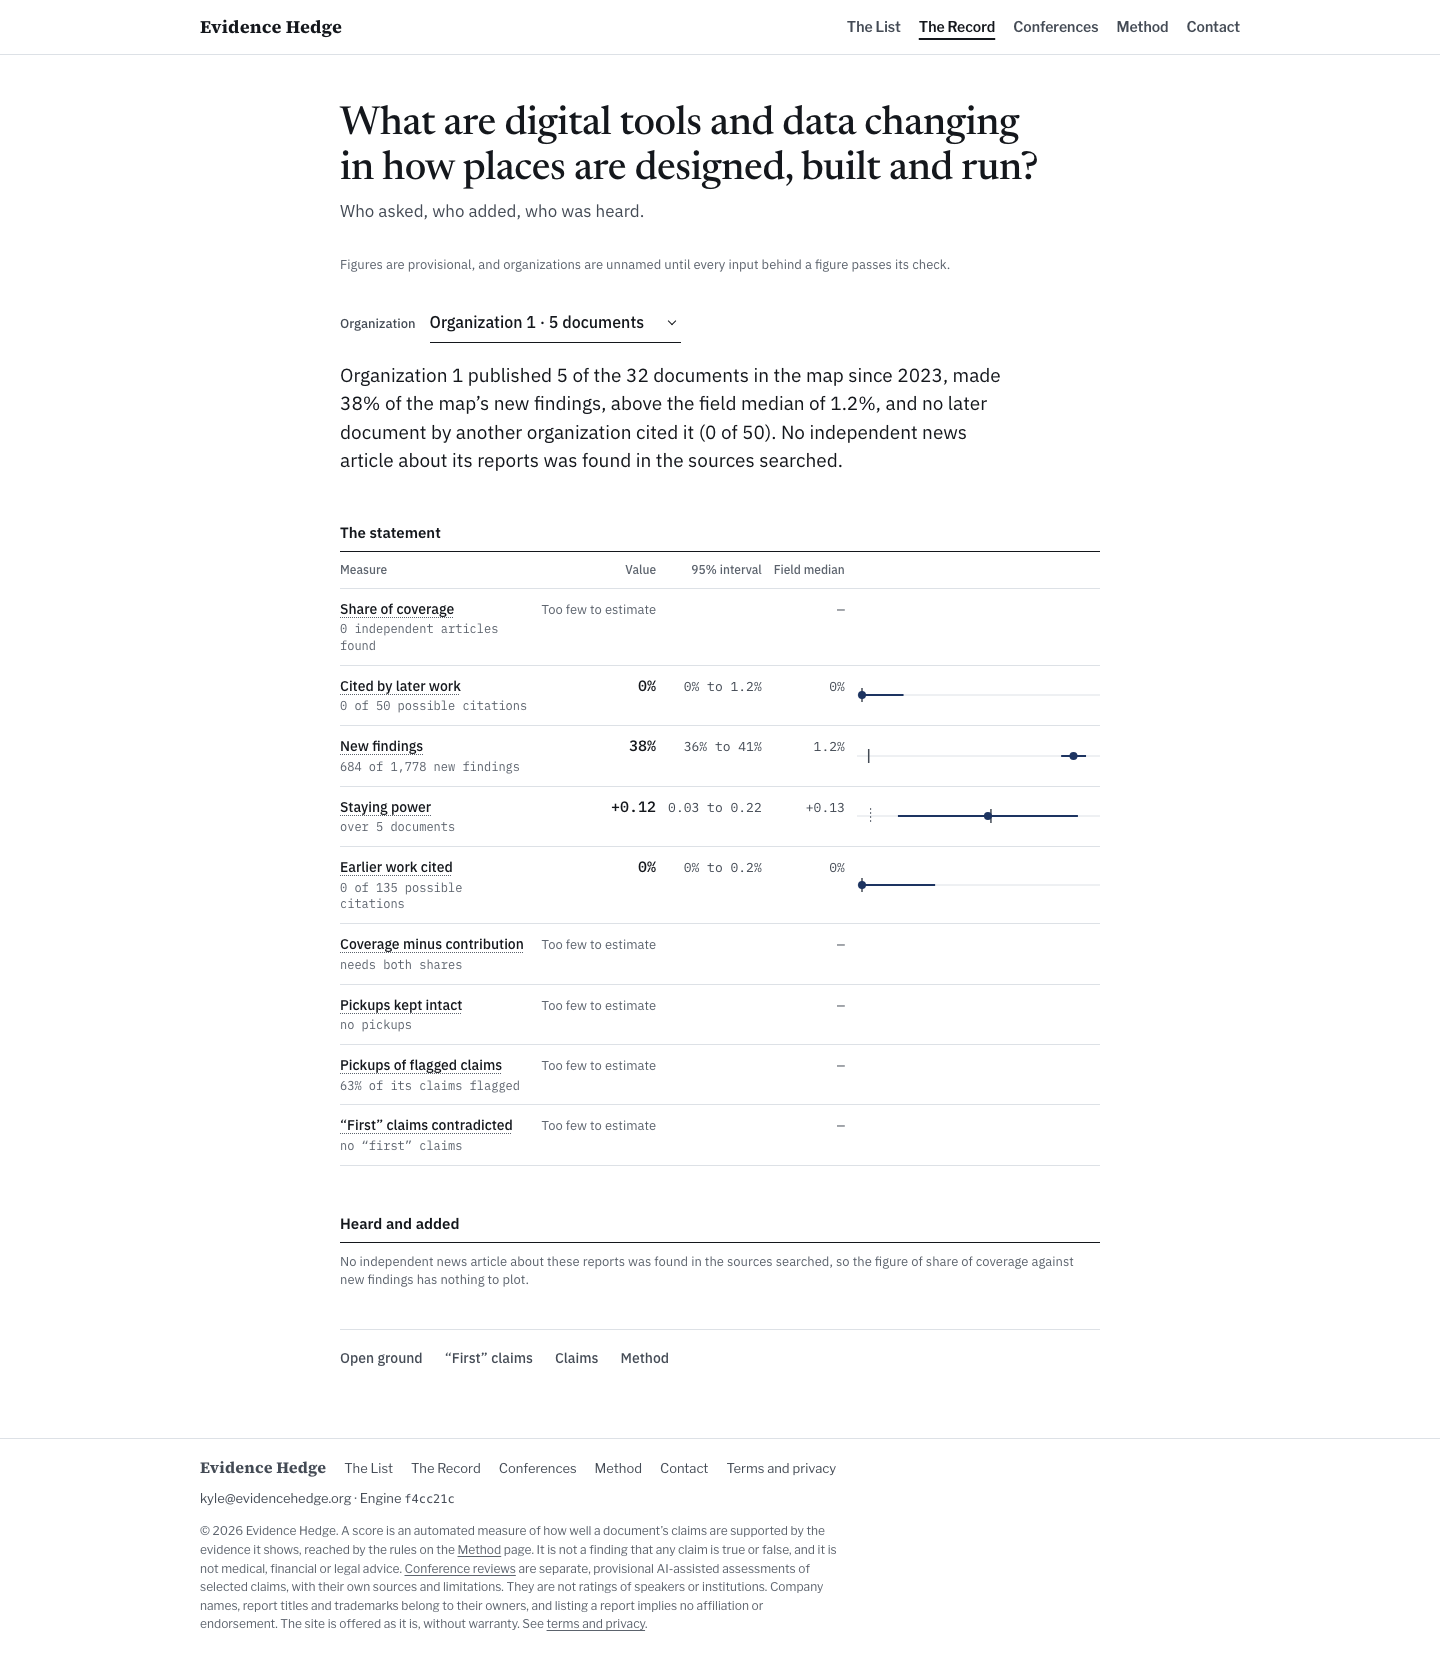 Evidence Hedge
The List The Record Conferences Method Contact
What are digital tools and data changing
in how places are designed, built and run?
Who asked, who added, who was heard.
Figures are provisional, and organizations are unnamed until every input behind a figure passes its check.
Organization Organization 1 · 5 documents
Organization 1 published 5 of the 32 documents in the map since 2023, made
38% of the map’s new findings, above the field median of 1.2%, and no later
document by another organization cited it (0 of 50). No independent news
article about its reports was found in the sources searched.
The statement
Measure Value 95% interval Field median
Share of coverage Too few to estimate –
0 independent articles
found
Cited by later work 0% 0% to 1.2% 0%
0 of 50 possible citations
New findings 38% 36% to 41% 1.2%
684 of 1,778 new findings
Staying power +0.12 0.03 to 0.22 +0.13
over 5 documents
Earlier work cited 0% 0% to 0.2% 0%
0 of 135 possible
citations
Coverage minus contribution Too few to estimate –
needs both shares
Pickups kept intact Too few to estimate –
no pickups
Pickups of flagged claims Too few to estimate –
63% of its claims flagged
“First” claims contradicted Too few to estimate –
no “first” claims
Heard and added
No independent news article about these reports was found in the sources searched, so the figure of share of coverage against
new findings has nothing to plot.
Open ground “First” claims Claims Method
Evidence Hedge The List The Record Conferences Method Contact Terms and privacy
kyle@evidencehedge.org · Engine f4cc21c
© 2026 Evidence Hedge. A score is an automated measure of how well a document’s claims are supported by the
evidence it shows, reached by the rules on the Method page. It is not a finding that any claim is true or false, and it is
not medical, financial or legal advice. Conference reviews are separate, provisional AI-assisted assessments of
selected claims, with their own sources and limitations. They are not ratings of speakers or institutions. Company
names, report titles and trademarks belong to their owners, and listing a report implies no affiliation or
endorsement. The site is offered as it is, without warranty. See terms and privacy.